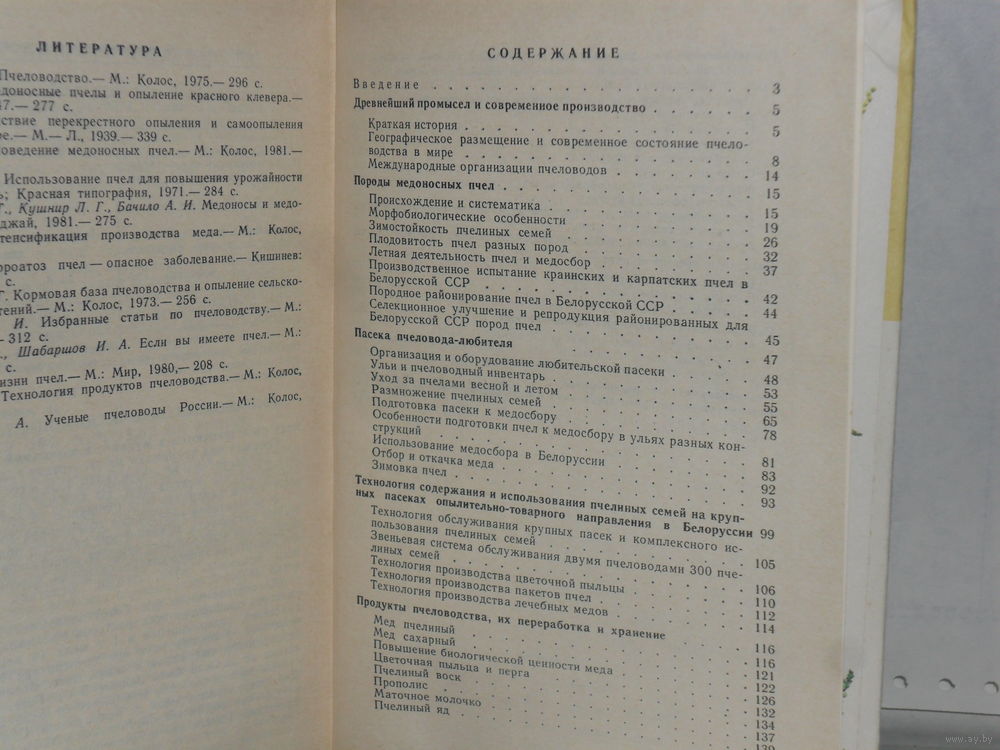 ЛИТЕРАТУРА
Пчеловодство.— М.: Колос, 1975.— 296 с.
доносные пчелы и опыление красного клевера.—
47.— 277 с.
ствие перекрестного опыления и самоопыления
ре.— М.— Л., 1939.— 339 с.
оведение медоносных пчел.— М.: Колос, 1981.—
Использование пчел для повышения урожайности
ь; Красная типография, 1971.— 284 с.
Г., Кушнир Л. Г., Бачило А. И. Медоносы и медо-
джай, 1981.— 275 с.
тенсификация производства меда.— М.: Колос,
рроатоз пчел — опасное заболевание.— Кишинев:
с.
Г. Кормовая база пчеловодства и опыление сельско-
тений.— М.: Колос, 1973.— 256 с.
И. Избранные статьи по пчеловодству.— М.:
— 312 с.
., Шабаршов И. А. Если вы имеете пчел.— М.:
с.
изни пчел.— М.: Мир, 1980,— 208 с.
Технология продуктов пчеловодства.— М.: Колос,
А. Ученые пчеловоды России.— М.: Колос,
СОДЕРЖАНИЕ
Введение . . . . . . . . . . . . . . . . 3
Древнейший промысел и современное производство . . . . . 5
Краткая история . . . . . . . . . . . . . . 5
Географическое размещение и современное состояние пчело-
водства в мире . . . . . . . . . . . . . . 8
Международные организации пчеловодов . . . . . . 14
Породы медоносных пчел . . . . . . . . . . . . 15
Происхождение и систематика . . . . . . . . . 15
Морфобиологические особенности . . . . . . . . 19
Зимостойкость пчелиных семей . . . . . . . . . 26
Плодовитость пчел разных пород . . . . . . . . 32
Летная деятельность пчел и медосбор . . . . . . . 37
Производственное испытание краинских и карпатских пчел в
Белорусской ССР . . . . . . . . . . . . . 42
Породное районирование пчел в Белорусской ССР . . . . 44
Селекционное улучшение и репродукция районированных для
Белорусской ССР пород пчел . . . . . . . . . 45
Пасека пчеловода-любителя . . . . . . . . . . . 47
Организация и оборудование любительской пасеки . . . . 48
Ульи и пчеловодный инвентарь . . . . . . . . . 53
Уход за пчелами весной и летом . . . . . . . . . 55
Размножение пчелиных семей . . . . . . . . . . 65
Подготовка пасеки к медосбору . . . . . . . . . 78
Особенности подготовки пчел к медосбору в ульях разных кон-
струкций . . . . . . . . . . . . . . . 81
Использование медосбора в Белоруссии . . . . . . 83
Отбор и откачка меда . . . . . . . . . . . . 92
Зимовка пчел . . . . . . . . . . . . . . 93
Технология содержания и использования пчелиных семей на круп-
ных пасеках опылительно-товарного направления в Белоруссии 99
Технология обслуживания крупных пасек и комплексного ис-
пользования пчелиных семей . . . . . . . . . 105
Звеньевая система обслуживания двумя пчеловодами 300 пче-
линых семей . . . . . . . . . . . . . . 106
Технология производства цветочной пыльцы . . . . . 110
Технология производства пакетов пчел . . . . . . . 112
Технология производства лечебных медов . . . . . . 114
Продукты пчеловодства, их переработка и хранение . . . . 116
Мед пчелиный . . . . . . . . . . . . . . 116
Мед сахарный . . . . . . . . . . . . . . 121
Повышение биологической ценности меда . . . . . . 122
Цветочная пыльца и перга . . . . . . . . . . 126
Пчелиный воск . . . . . . . . . . . . . . 132
Прополис . . . . . . . . . . . . . . . 134
Маточное молочко . . . . . . . . . . . . . 137
Пчелиный яд . . . . . . . . . . . . . . 139
www.ay.by